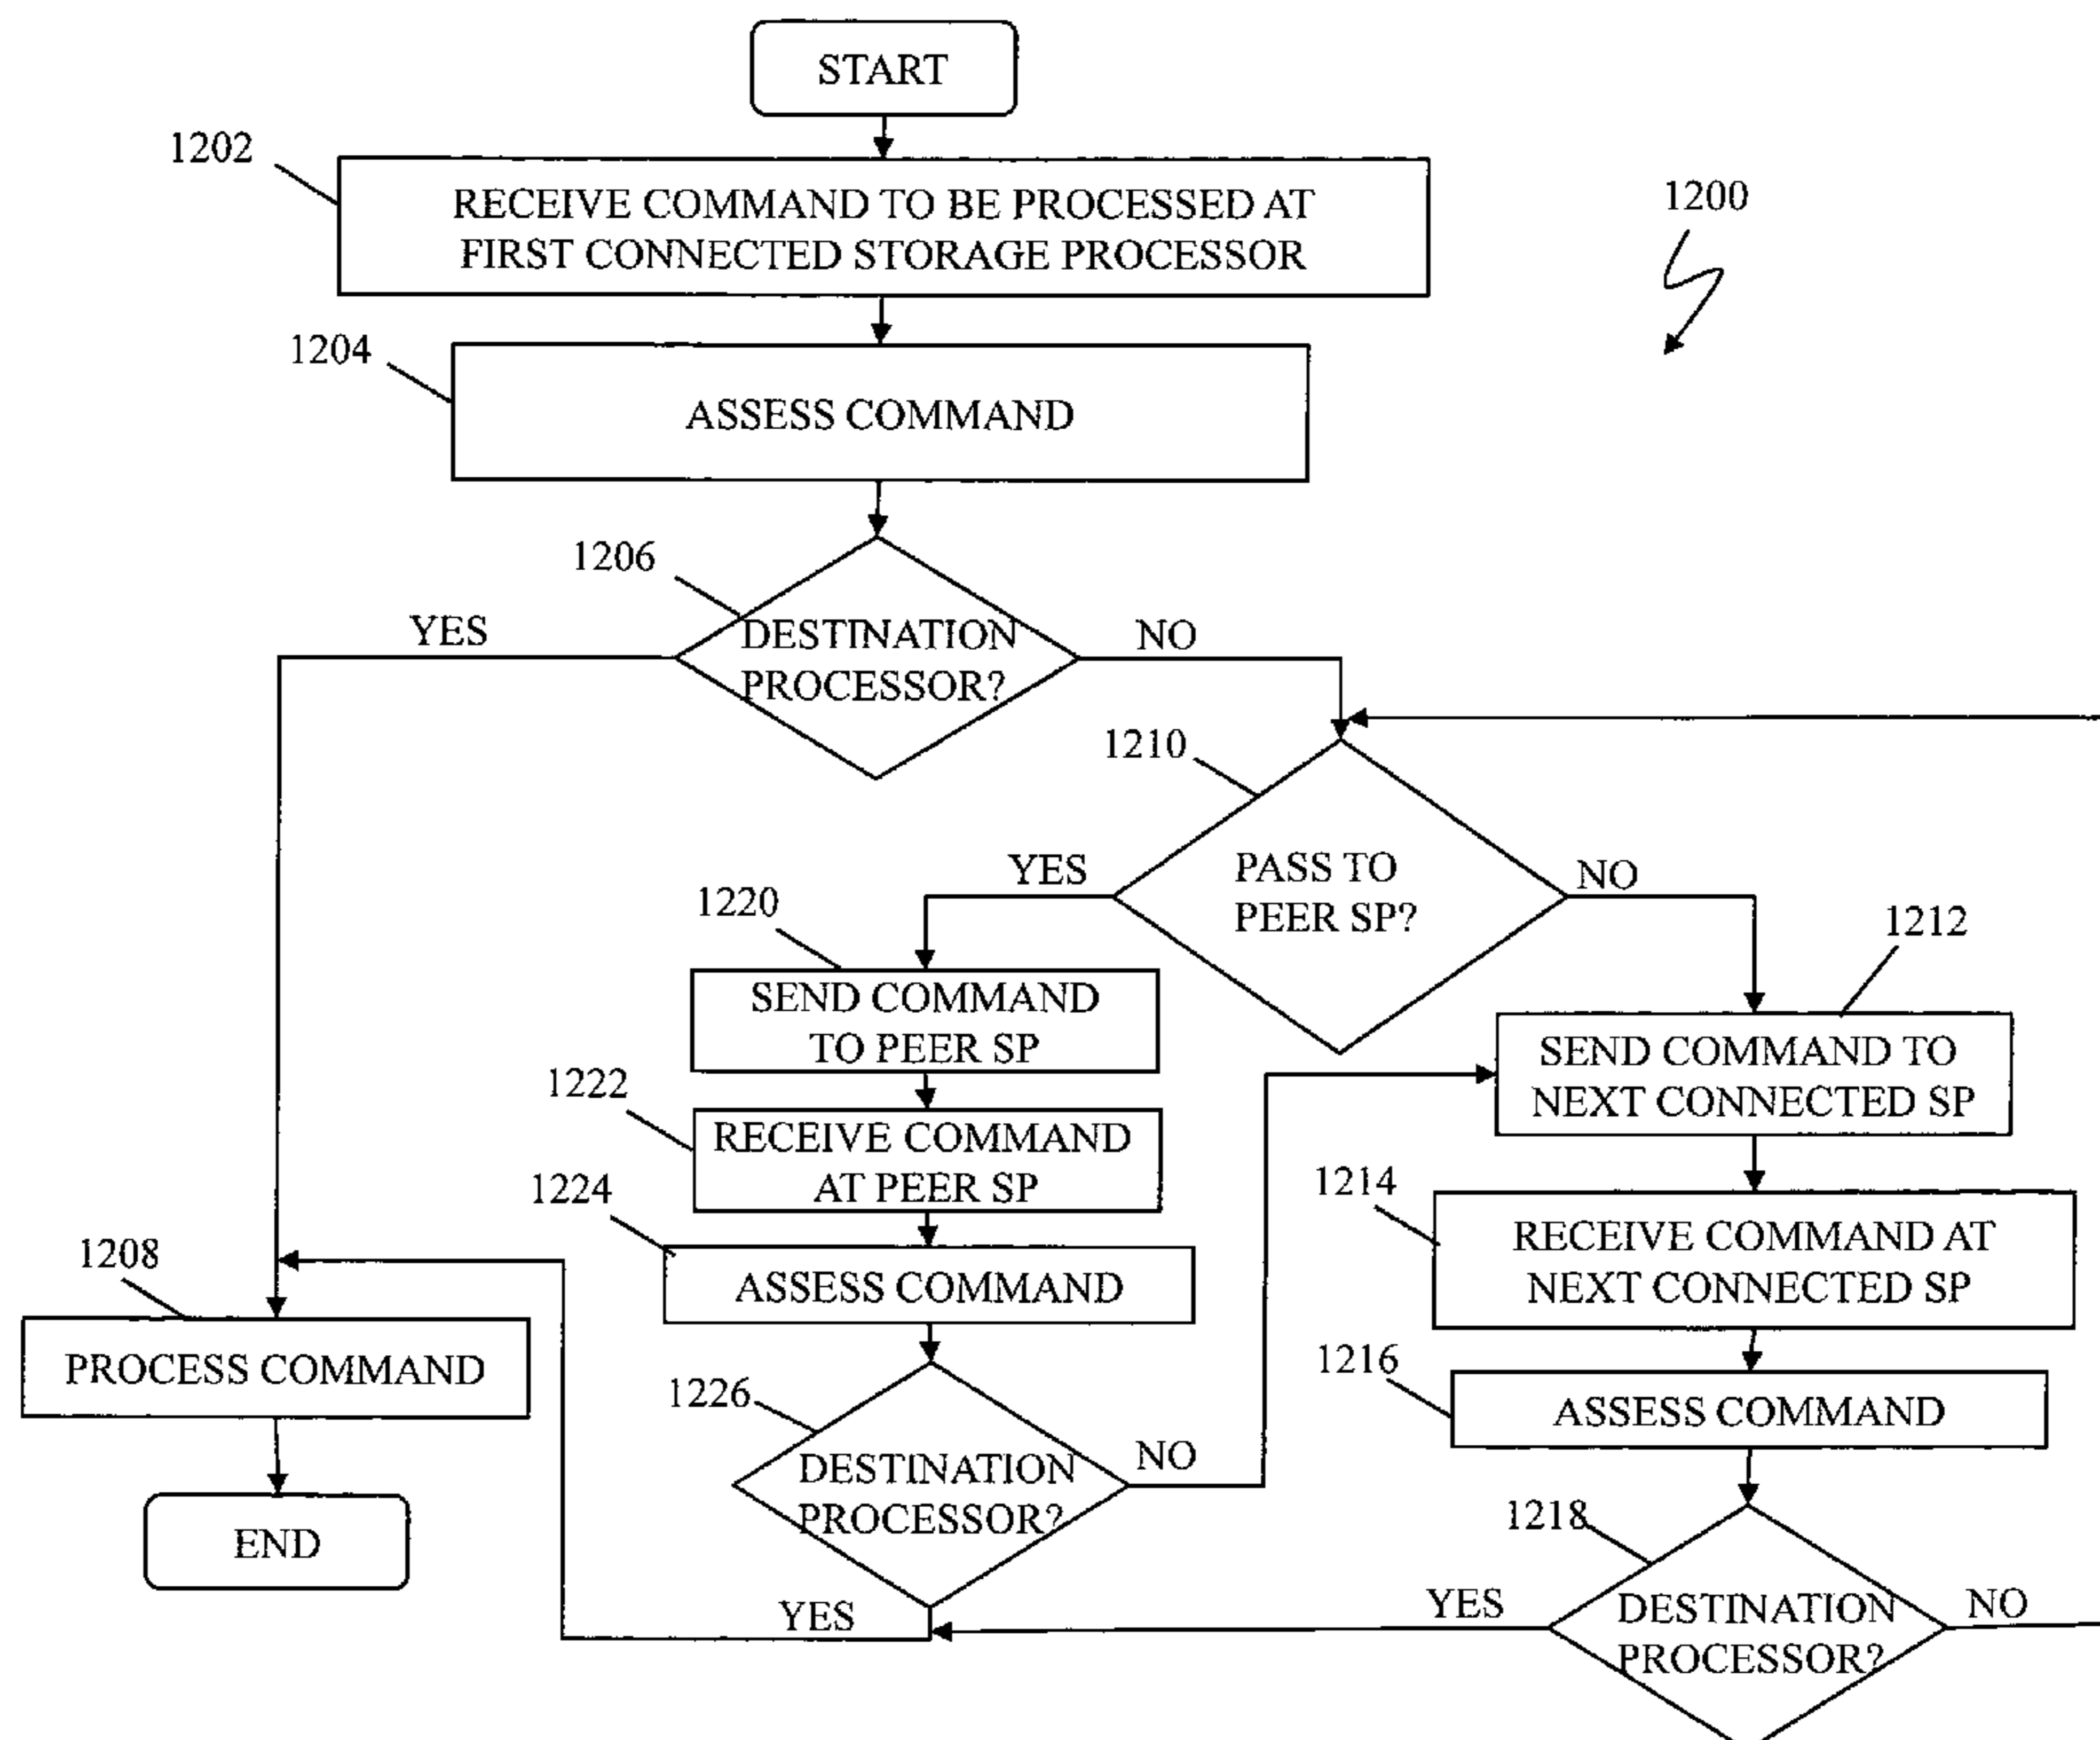 START
1202
RECEIVE COMMAND TO BE PROCESSED AT
FIRST CONNECTED STORAGE PROCESSOR
1200
1204
ASSESS COMMAND
1206
DESTINATION
PROCESSOR?
YES
NO
1210
PASS TO
PEER SP?
YES
NO
1220
SEND COMMAND
TO PEER SP
1212
SEND COMMAND TO
NEXT CONNECTED SP
1222
RECEIVE COMMAND
AT PEER SP
1214
RECEIVE COMMAND AT
NEXT CONNECTED SP
1224
ASSESS COMMAND
1208
PROCESS COMMAND
1216
ASSESS COMMAND
1226
DESTINATION
PROCESSOR?
NO
YES
END
1218
DESTINATION
PROCESSOR?
YES
NO